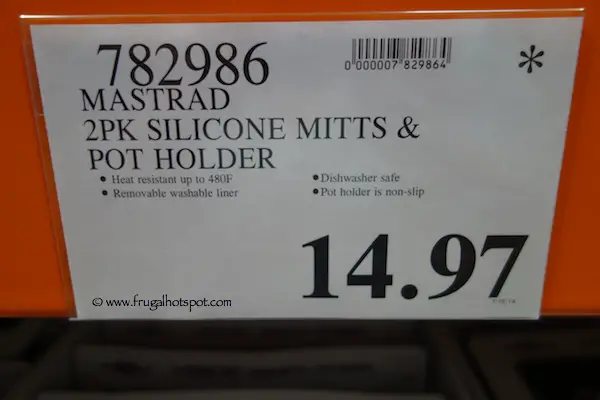 782986
0 000007 829864
*
MASTRAD
2PK SILICONE MITTS &
POT HOLDER
• Heat resistant up to 480F
• Dishwasher safe
• Removable washable liner
• Pot holder is non-slip
14.97
© www.frugalhotspot.com